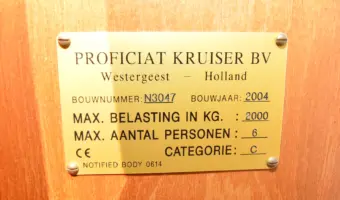 PROFICIAT KRUISER BV
Westergeest – Holland
BOUWNUMMER: N3047 BOUWJAAR: 2004
MAX. BELASTING IN KG. : 2000
MAX. AANTAL PERSONEN : 6
CE CATEGORIE: C
NOTIFIED BODY 0614